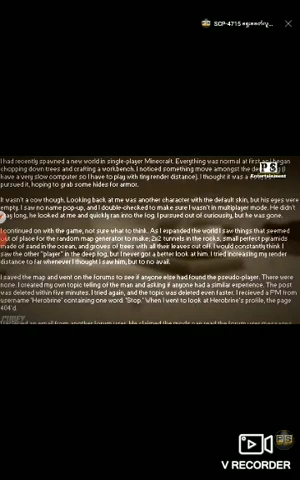 SCP-4715
I had recently spawned a new world in single-player Minecraft. Everything was normal at first as I began
chopping down trees and crafting a workbench. I noticed something move amongst the
have a very slow computer so I have to play with tiny render distance). I thought it was a
pursued it, hoping to grab some hides for armor.
PS
Entertainment
It wasn't a cow though. Looking back at me was another character with the default skin, but his eyes were
empty. I saw no name pop-up, and I double-checked to make sure I wasn't in multiplayer mode. He didn't
long, he looked at me and quickly ran into the fog. I pursued out of curiousity, but he was gone.
I continued on with the game, not sure what to think. As I expanded the world I saw things that seemed
out of place for the random map generator to make; 2x2 tunnels in the rocks, small perfect pyramids
made of sand in the ocean, and groves of trees with all their leaves cut off. I would constantly think I
saw the other "player" in the deep fog, but I never got a better look at him. I tried increasing my render
distance to far whenever I thought I saw him, but to no avail.
I saved the map and went on the forums to see if anyone else had found the pseudo-player. There were
none. I created my own topic telling of the man and asking if anyone had a similar experience. The post
was deleted within five minutes. I tried again, and the topic was deleted even faster. I recieved a PM from
username 'Herobrine' containing one word: 'Stop.' When I went to look at Herobrine's profile, the page
404'd.
PS
V RECORDER